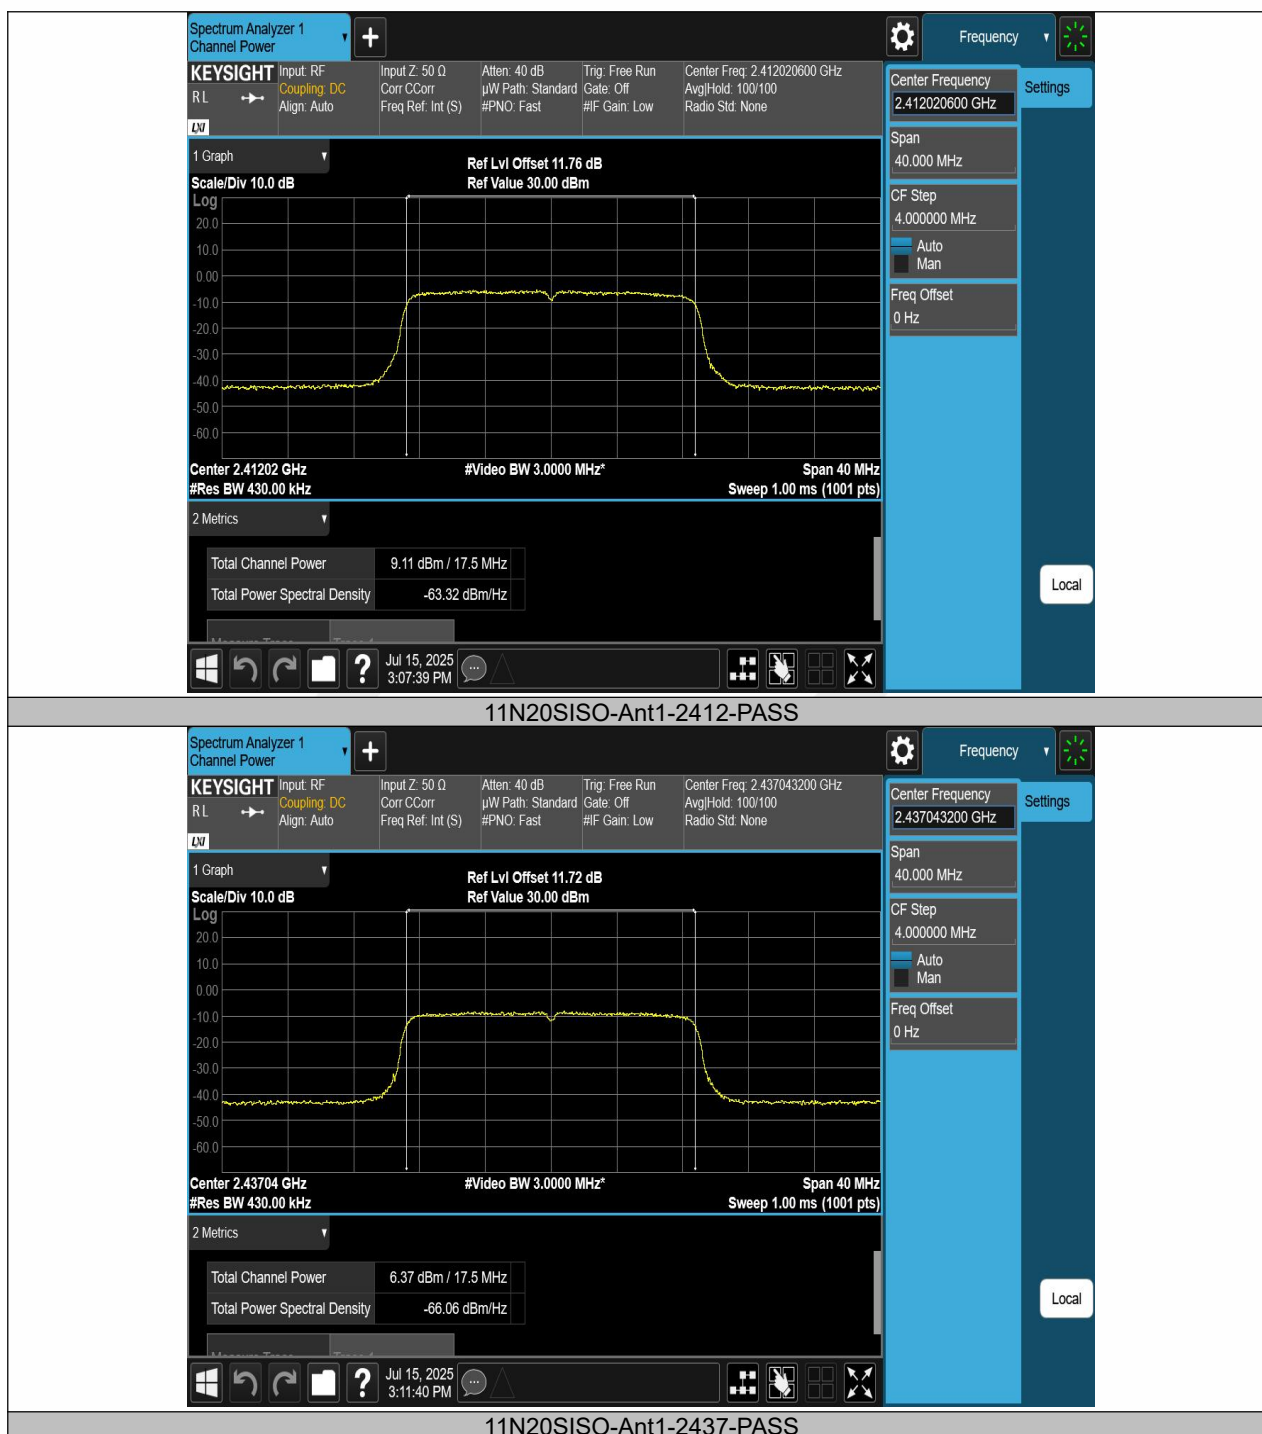 Spectrum Analyzer 1
Channel Power
Frequency
KEYSIGHT
R L
LXI
Input: RF
Coupling: DC
Align: Auto
Input Z: 50 Ω
Corr CCorr
Freq Ref: Int (S)
Atten: 40 dB
µW Path: Standard
#PNO: Fast
Trig: Free Run
Gate: Off
#IF Gain: Low
Center Freq: 2.412020600 GHz
Avg|Hold: 100/100
Radio Std: None
Center Frequency
2.412020600 GHz
Settings
Span
40.000 MHz
CF Step
4.000000 MHz
Auto
Man
Freq Offset
0 Hz
Local
1 Graph
Scale/Div 10.0 dB
Ref Lvl Offset 11.76 dB
Ref Value 30.00 dBm
Log
20.0
10.0
0.00
-10.0
-20.0
-30.0
-40.0
-50.0
-60.0
Center 2.41202 GHz
#Res BW 430.00 kHz
#Video BW 3.0000 MHz*
Span 40 MHz
Sweep 1.00 ms (1001 pts)
2 Metrics
Total Channel Power 9.11 dBm / 17.5 MHz
Total Power Spectral Density -63.32 dBm/Hz
Jul 15, 2025
3:07:39 PM
11N20SISO-Ant1-2412-PASS
Spectrum Analyzer 1
Channel Power
Frequency
KEYSIGHT
R L
LXI
Input: RF
Coupling: DC
Align: Auto
Input Z: 50 Ω
Corr CCorr
Freq Ref: Int (S)
Atten: 40 dB
µW Path: Standard
#PNO: Fast
Trig: Free Run
Gate: Off
#IF Gain: Low
Center Freq: 2.437043200 GHz
Avg|Hold: 100/100
Radio Std: None
Center Frequency
2.437043200 GHz
Settings
Span
40.000 MHz
CF Step
4.000000 MHz
Auto
Man
Freq Offset
0 Hz
Local
1 Graph
Scale/Div 10.0 dB
Ref Lvl Offset 11.72 dB
Ref Value 30.00 dBm
Log
20.0
10.0
0.00
-10.0
-20.0
-30.0
-40.0
-50.0
-60.0
Center 2.43704 GHz
#Res BW 430.00 kHz
#Video BW 3.0000 MHz*
Span 40 MHz
Sweep 1.00 ms (1001 pts)
2 Metrics
Total Channel Power 6.37 dBm / 17.5 MHz
Total Power Spectral Density -66.06 dBm/Hz
Jul 15, 2025
3:11:40 PM
11N20SISO-Ant1-2437-PASS